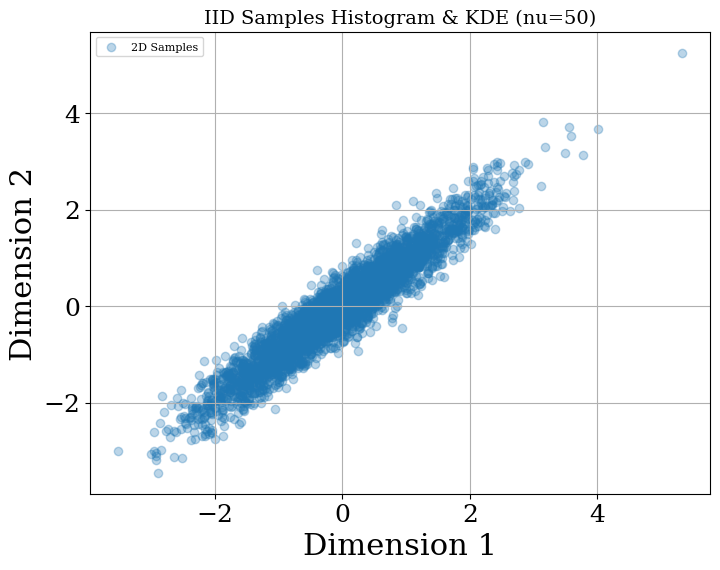 IID Samples Histogram & KDE (nu=50)
2D Samples
4
2
0
−2
Dimension 2
−2 0 2 4
Dimension 1